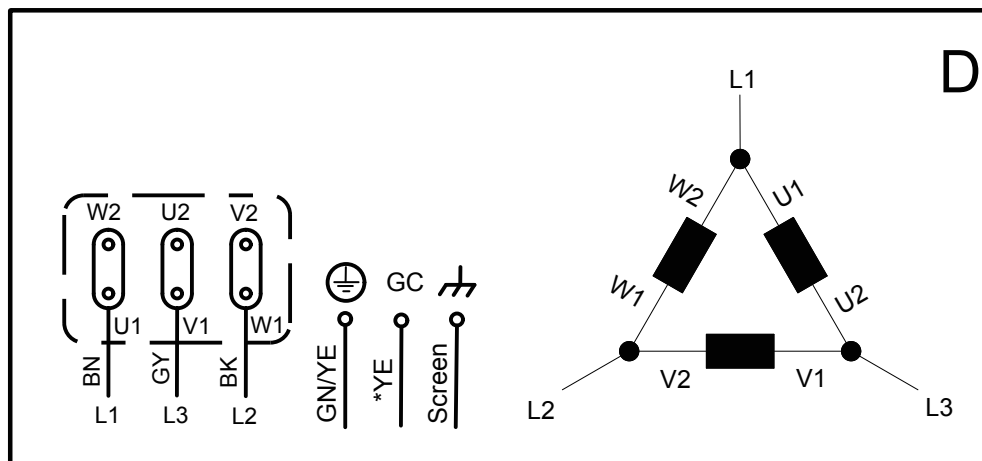 D
L1
W2
U1
W1
U2
V2
V1
L2
L3
W2 U2 V2
U1 V1 W1
BN GY BK
L1 L3 L2
GC
GN/YE *YE Screen